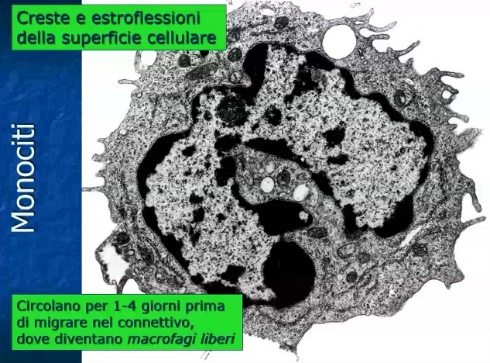 Creste e estroflessioni
della superficie cellulare
Monociti
Circolano per 1-4 giorni prima
di migrare nel connettivo,
dove diventano macrofagi liberi